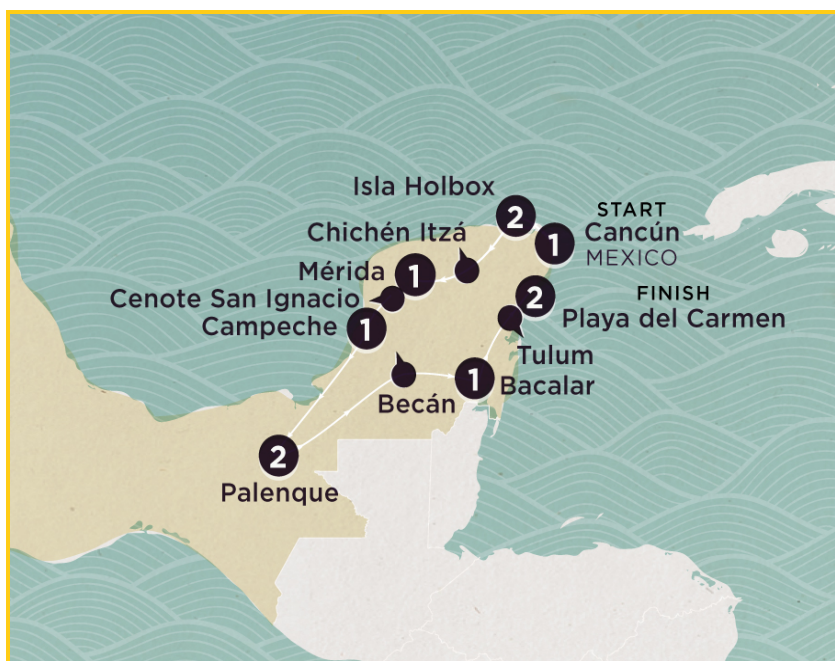 Isla Holbox
2
START
Cancún
1
MEXICO
Chichén Itzá
Mérida
1
Cenote San Ignacio
Campeche
1
2
FINISH
Playa del Carmen
Tulum
Becán
1
Bacalar
2
Palenque